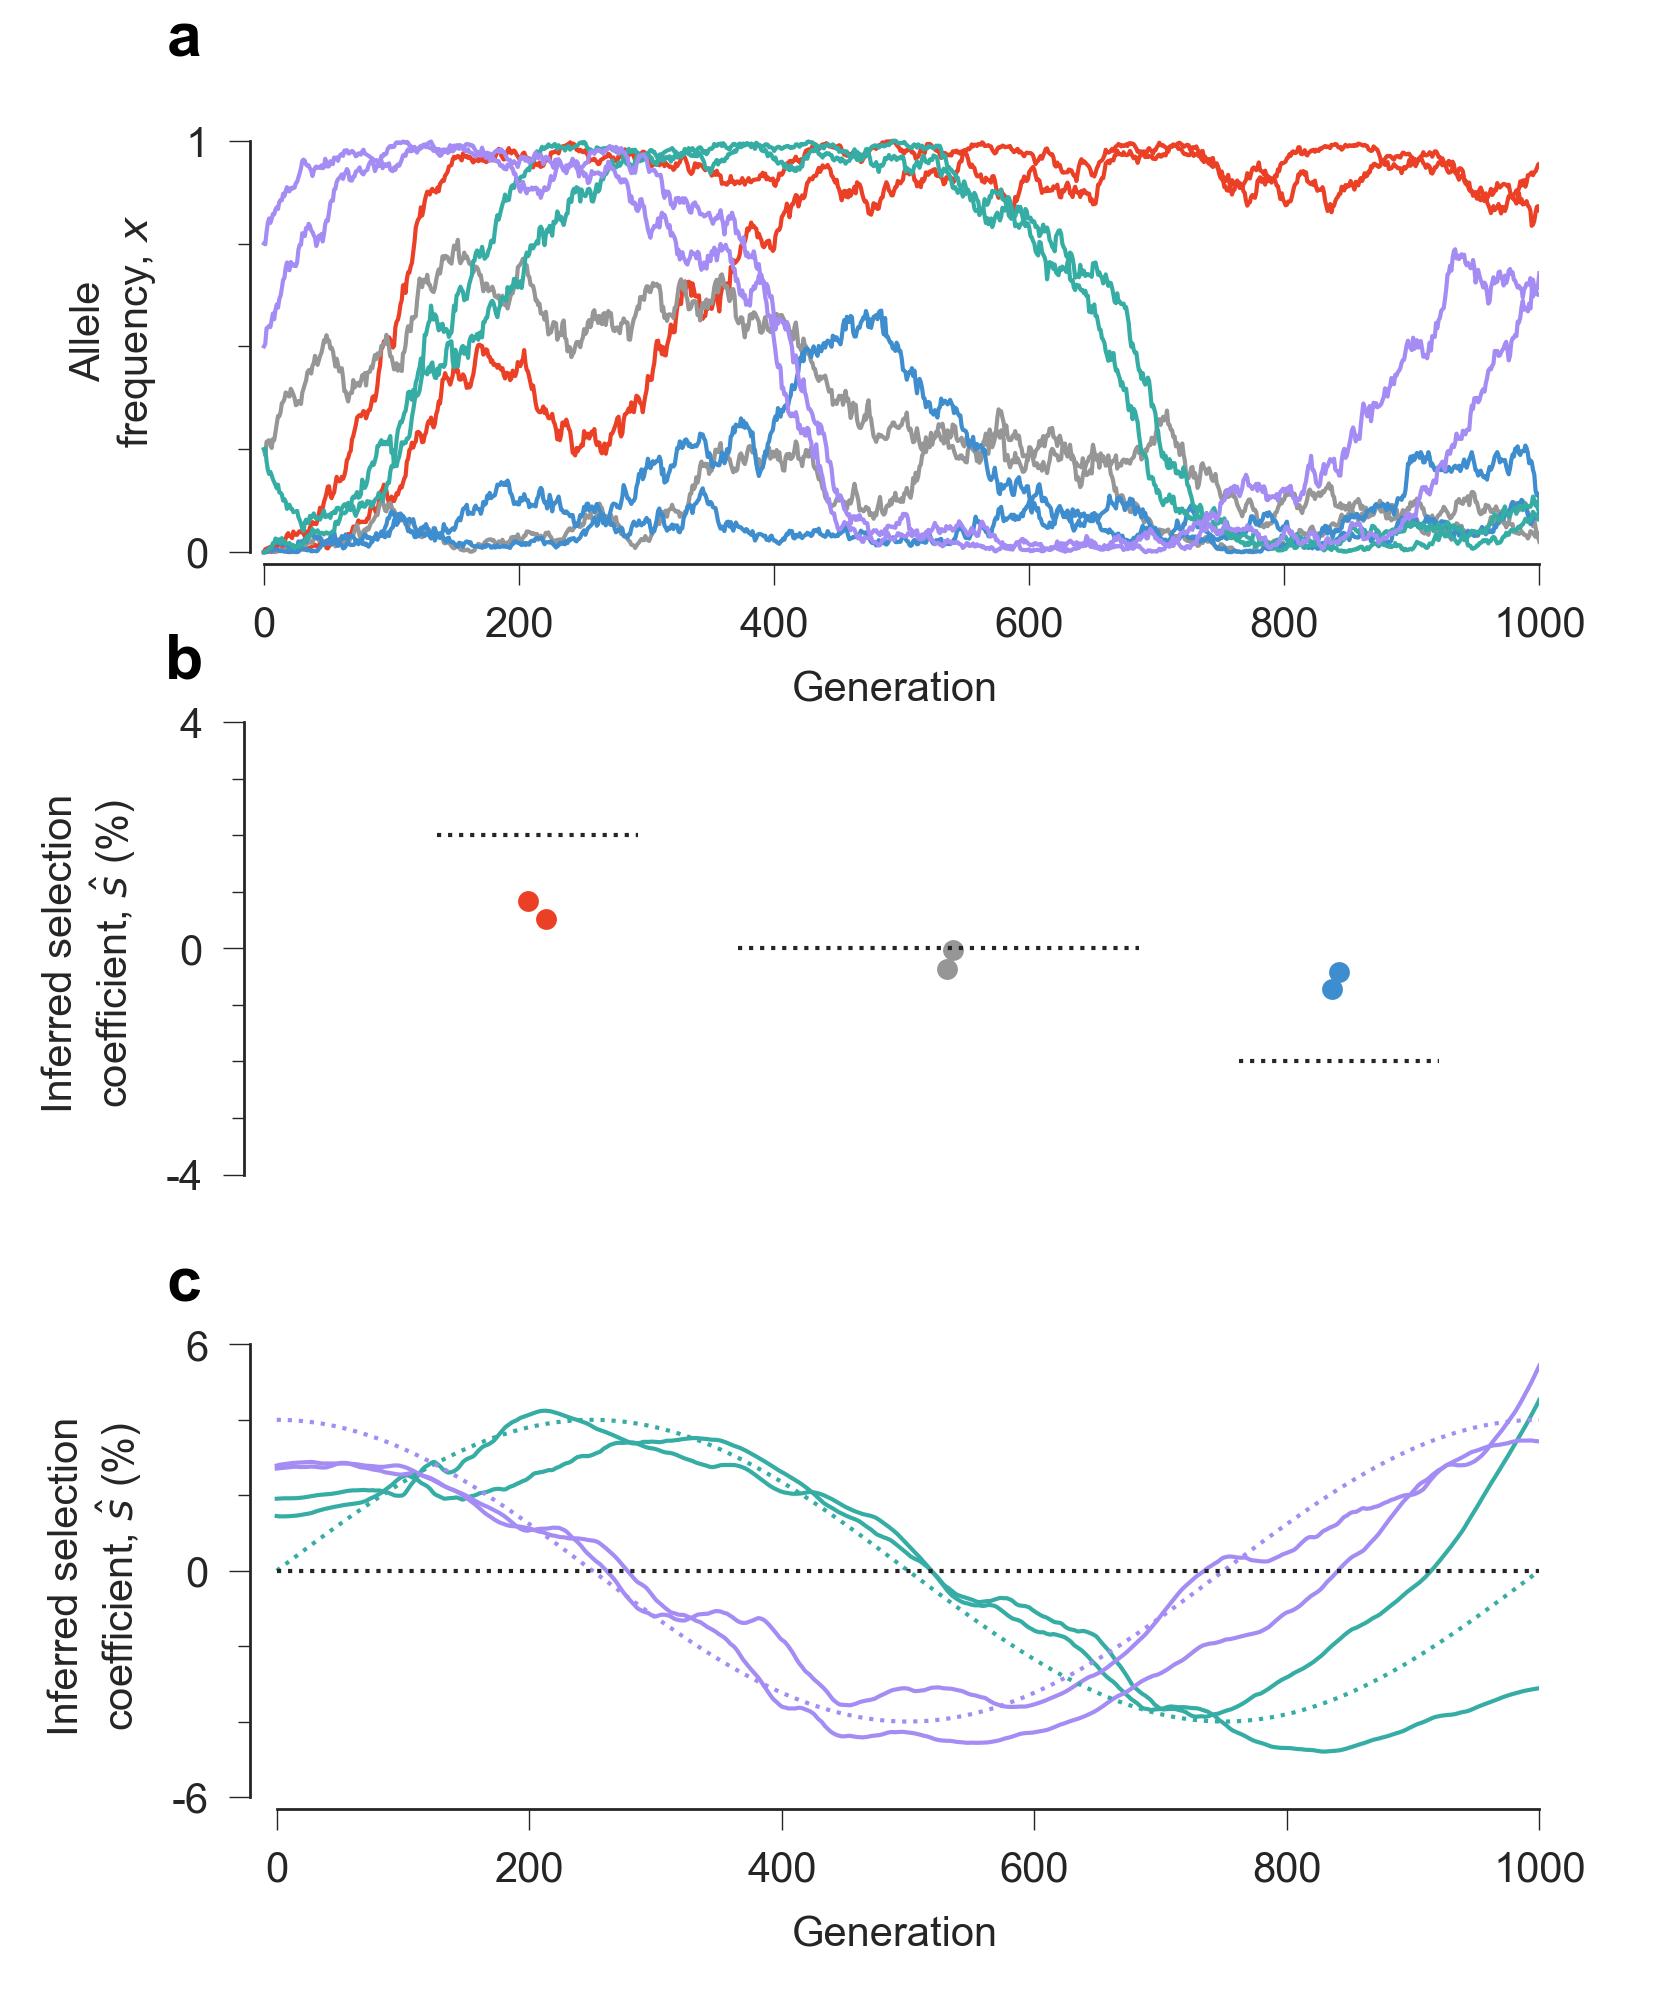 a
Allele
frequency, x
1
0
0 200 400 600 800 1000
Generation
b
Inferred selection
coefficient, ŝ (%)
4
0
-4
c
Inferred selection
coefficient, ŝ (%)
6
0
-6
0 200 400 600 800 1000
Generation